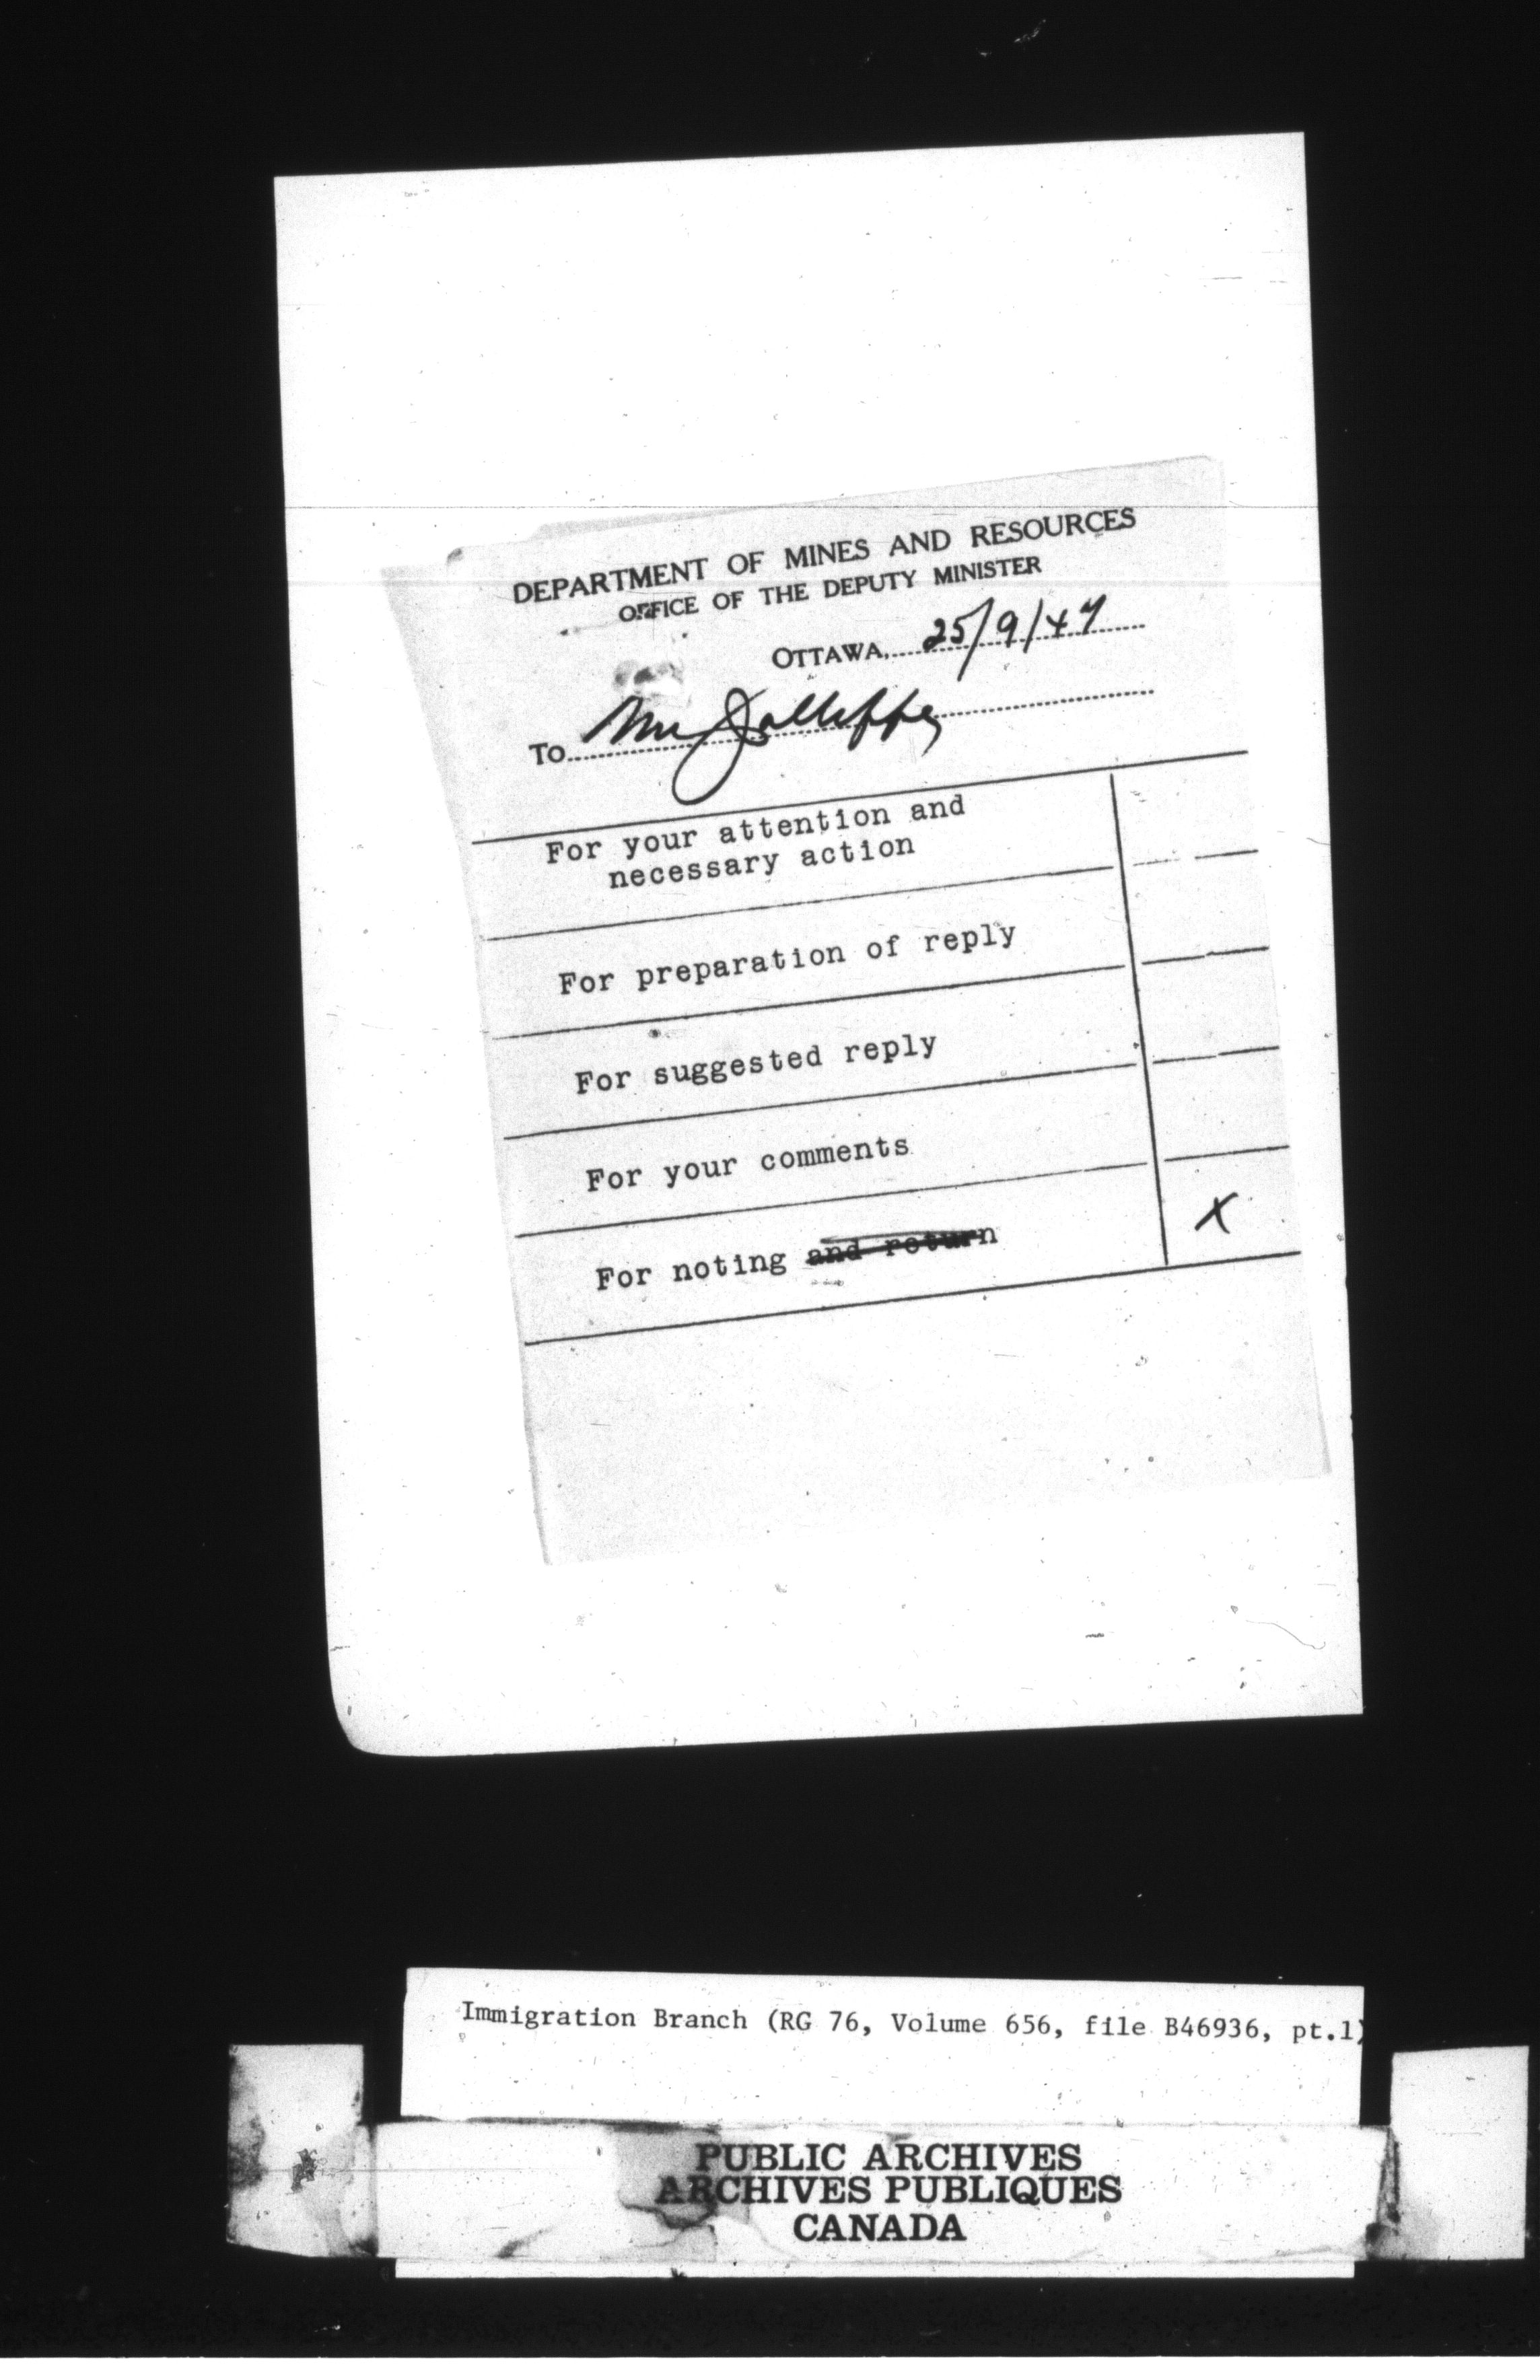 DEPARTMENT OF MINES AND RESOURCES
OFFICE OF THE DEPUTY MINISTER
OTTAWA, 25/9/47
To Mr Jolliffe
For your attention and
necessary action
For preparation of reply
For suggested reply
For your comments
For noting and return X
Immigration Branch (RG 76, Volume 656, file B46936, pt.1)
PUBLIC ARCHIVES
ARCHIVES PUBLIQUES
CANADA